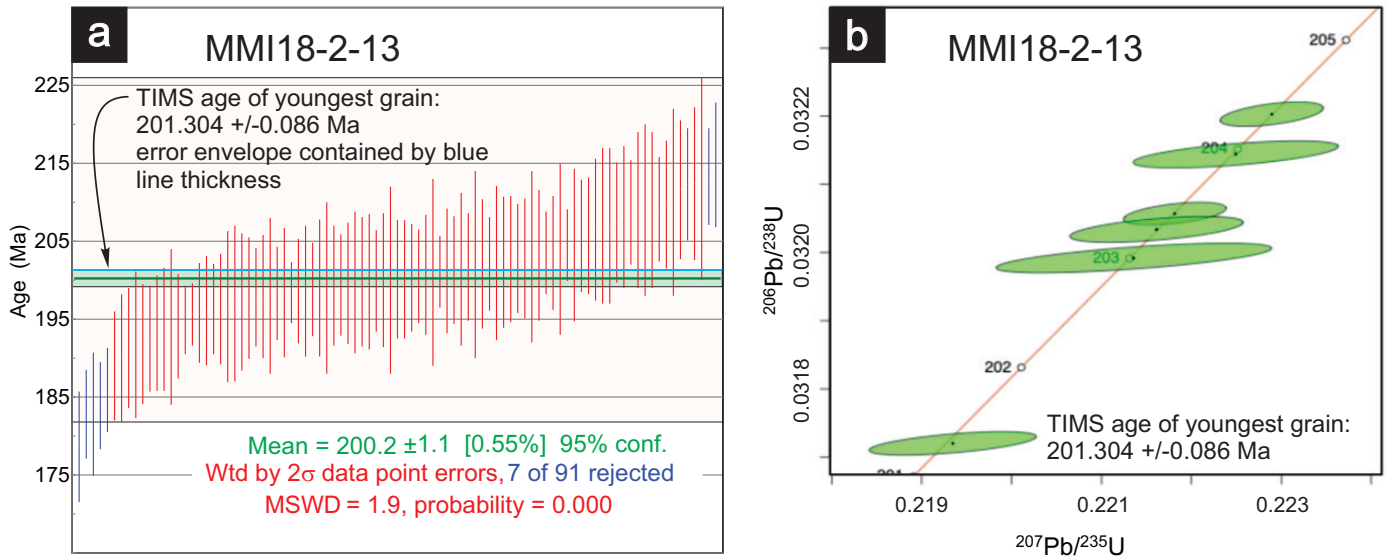 a
MMI18-2-13
TIMS age of youngest grain:
201.304 +/-0.086 Ma
error envelope contained by blue
line thickness
225
215
205
195
185
175
Age (Ma)
Mean = 200.2 ±1.1 [0.55%] 95% conf.
Wtd by 2σ data point errors, 7 of 91 rejected
MSWD = 1.9, probability = 0.000
b
MMI18-2-13
205
204
203
202
0.0322
0.0320
0.0318
²⁰⁶Pb/²³⁸U
TIMS age of youngest grain:
201.304 +/-0.086 Ma
0.219
0.221
0.223
²⁰⁷Pb/²³⁵U